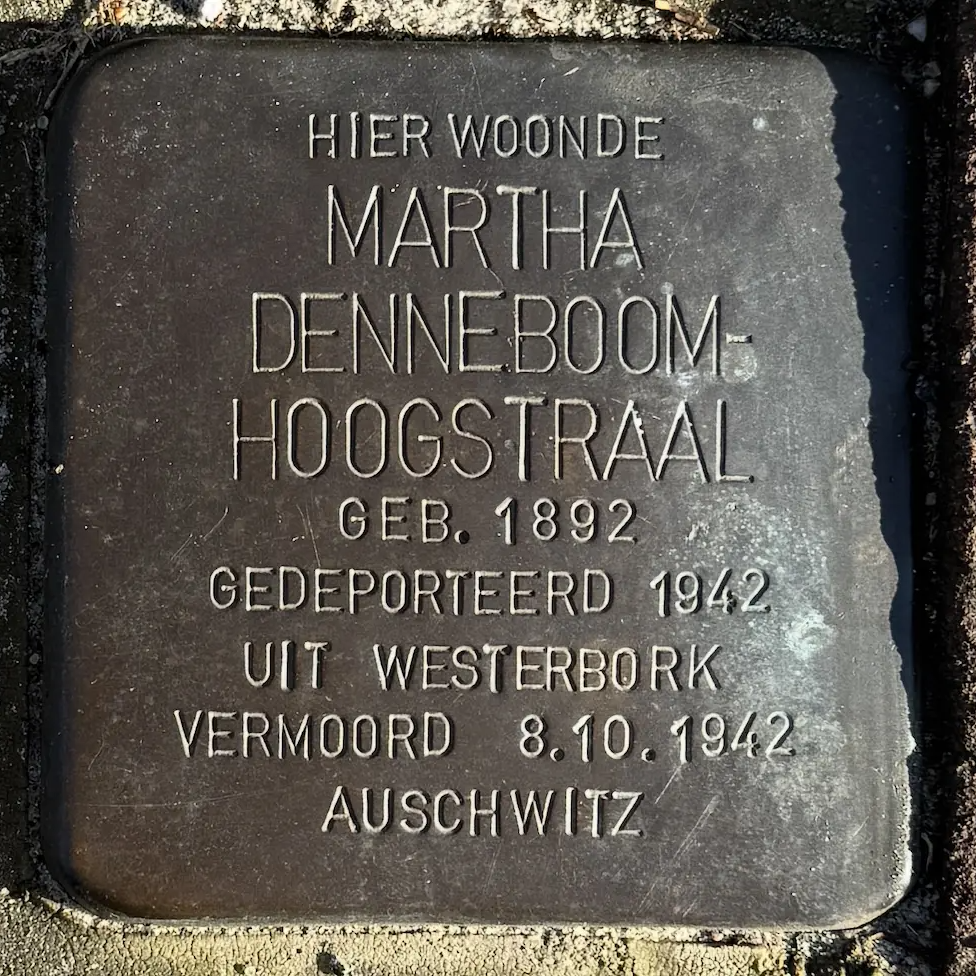 HIER WOONDE
MARTHA
DENNEBOOM-
HOOGSTRAAL
GEB. 1892
GEDEPORTEERD 1942
UIT WESTERBORK
VERMOORD 8.10.1942
AUSCHWITZ